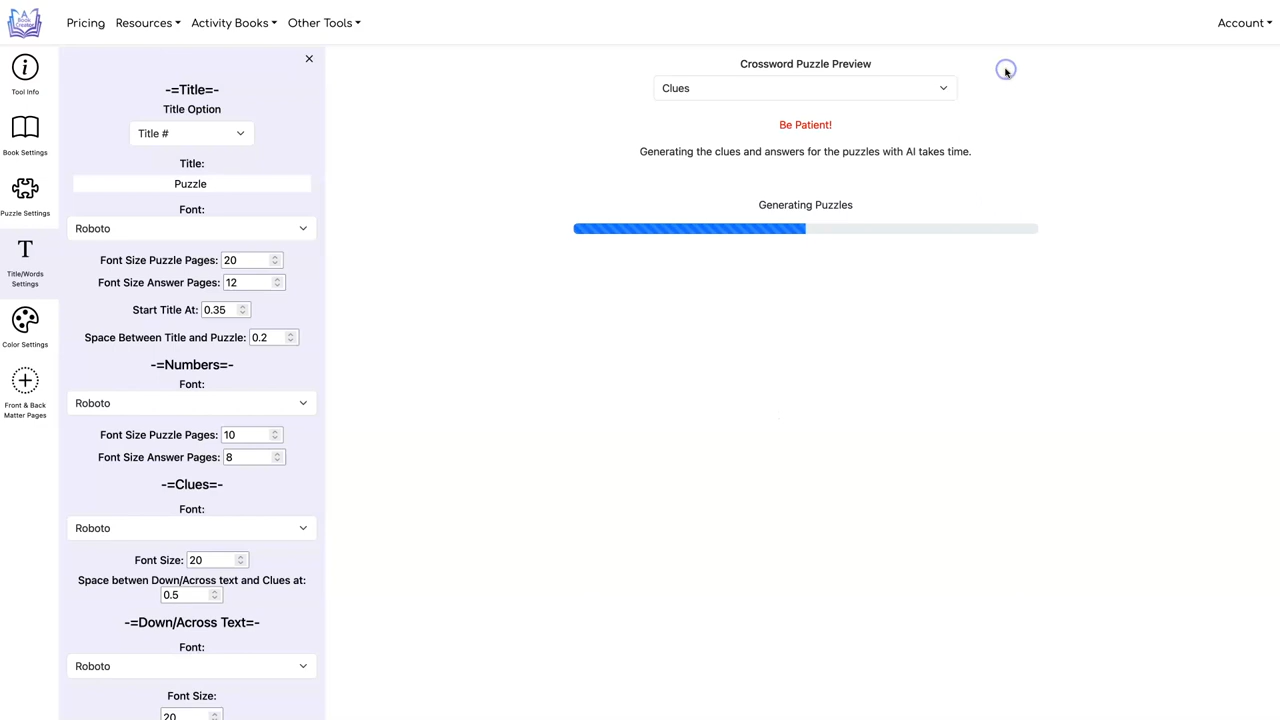 A Book Creator
Pricing
Resources
Activity Books
Other Tools
Account
Tool Info
Book Settings
Puzzle Settings
Title/Words
Settings
Color Settings
Front & Back
Matter Pages
-=Title=-
Title Option
Title #
Title:
Puzzle
Font:
Roboto
Font Size Puzzle Pages: 20
Font Size Answer Pages: 12
Start Title At: 0.35
Space Between Title and Puzzle: 0.2
-=Numbers=-
Font:
Roboto
Font Size Puzzle Pages: 10
Font Size Answer Pages: 8
-=Clues=-
Font:
Roboto
Font Size: 20
Space betwen Down/Across text and Clues at:
0.5
-=Down/Across Text=-
Font:
Roboto
Font Size:
20
Crossword Puzzle Preview
Clues
Be Patient!
Generating the clues and answers for the puzzles with AI takes time.
Generating Puzzles